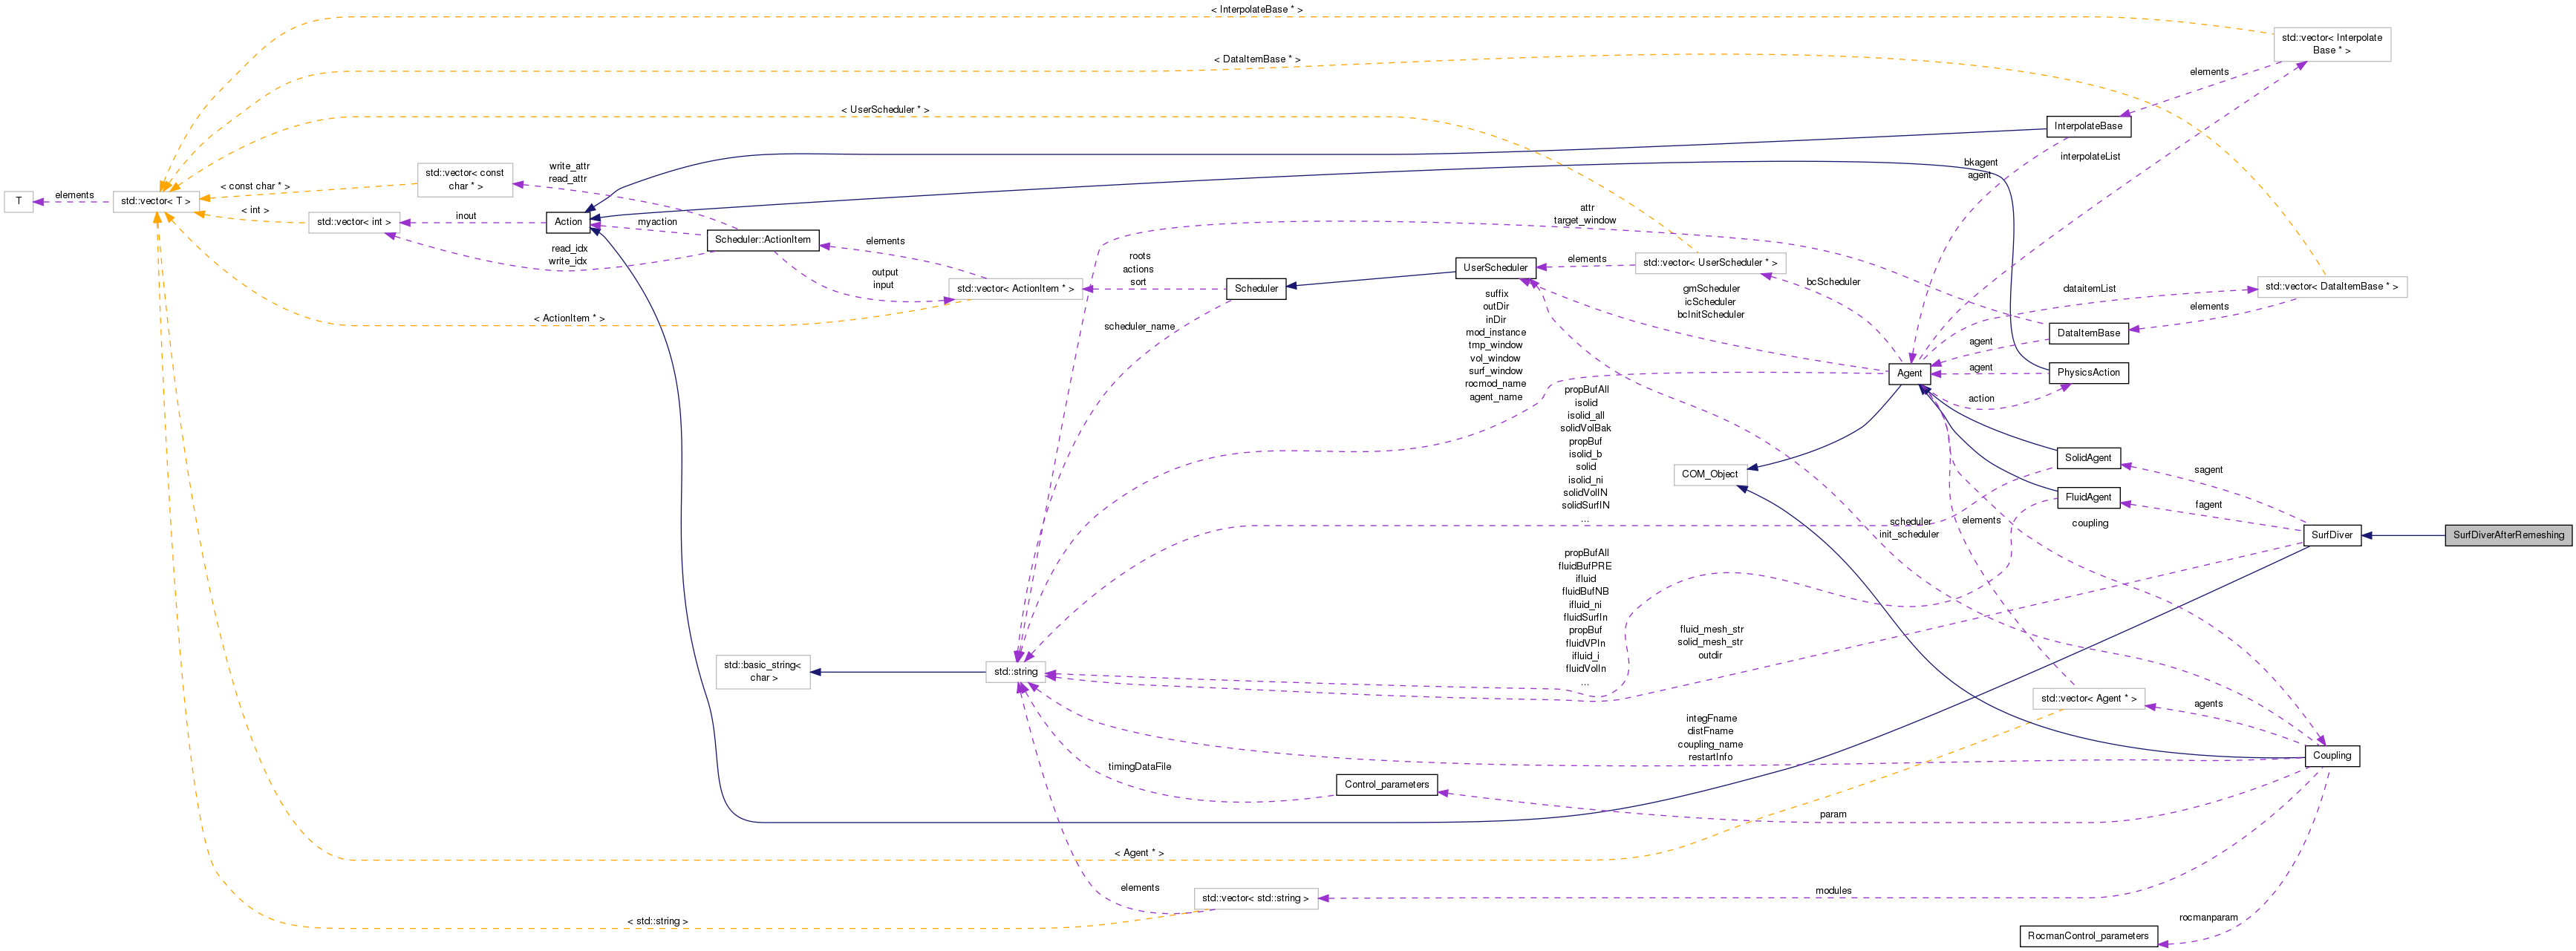 < InterpolateBase * >
std::vector< Interpolate
Base * >
< DataItemBase * >
elements
< UserScheduler * >
InterpolateBase
write_attr
read_attr
std::vector< const
char * >
bkagent
agent
interpolateList
< const char * >
T
elements
std::vector< T >
< int >
std::vector< int >
inout
Action
myaction
attr
target_window
Scheduler::ActionItem
elements
read_idx
write_idx
roots
actions
sort
output
input
std::vector< ActionItem * >
Scheduler
UserScheduler
elements
std::vector< UserScheduler * >
bcScheduler
dataitemList
std::vector< DataItemBase * >
elements
gmScheduler
icScheduler
bcInitScheduler
< ActionItem * >
scheduler_name
suffix
outDir
inDir
mod_instance
tmp_window
vol_window
surf_window
rocmod_name
agent_name
DataItemBase
agent
Agent
agent
PhysicsAction
action
propBufAll
isolid
isolid_all
solidVolBak
propBuf
isolid_b
solid
isolid_ni
solidVolIN
solidSurfIN
...
COM_Object
SolidAgent
sagent
FluidAgent
fagent
scheduler
init_scheduler
elements
coupling
SurfDiver
SurfDiverAfterRemeshing
propBufAll
fluidBufPRE
ifluid
fluidBufNB
ifluid_ni
fluidSurfIn
propBuf
fluidVPIn
ifluid_i
fluidVolIn
...
fluid_mesh_str
solid_mesh_str
outdir
std::basic_string<
char >
std::string
std::vector< Agent * >
agents
integFname
distFname
coupling_name
restartInfo
Coupling
timingDataFile
Control_parameters
param
< Agent * >
elements
std::vector< std::string >
modules
< std::string >
rocmanparam
RocmanControl_parameters